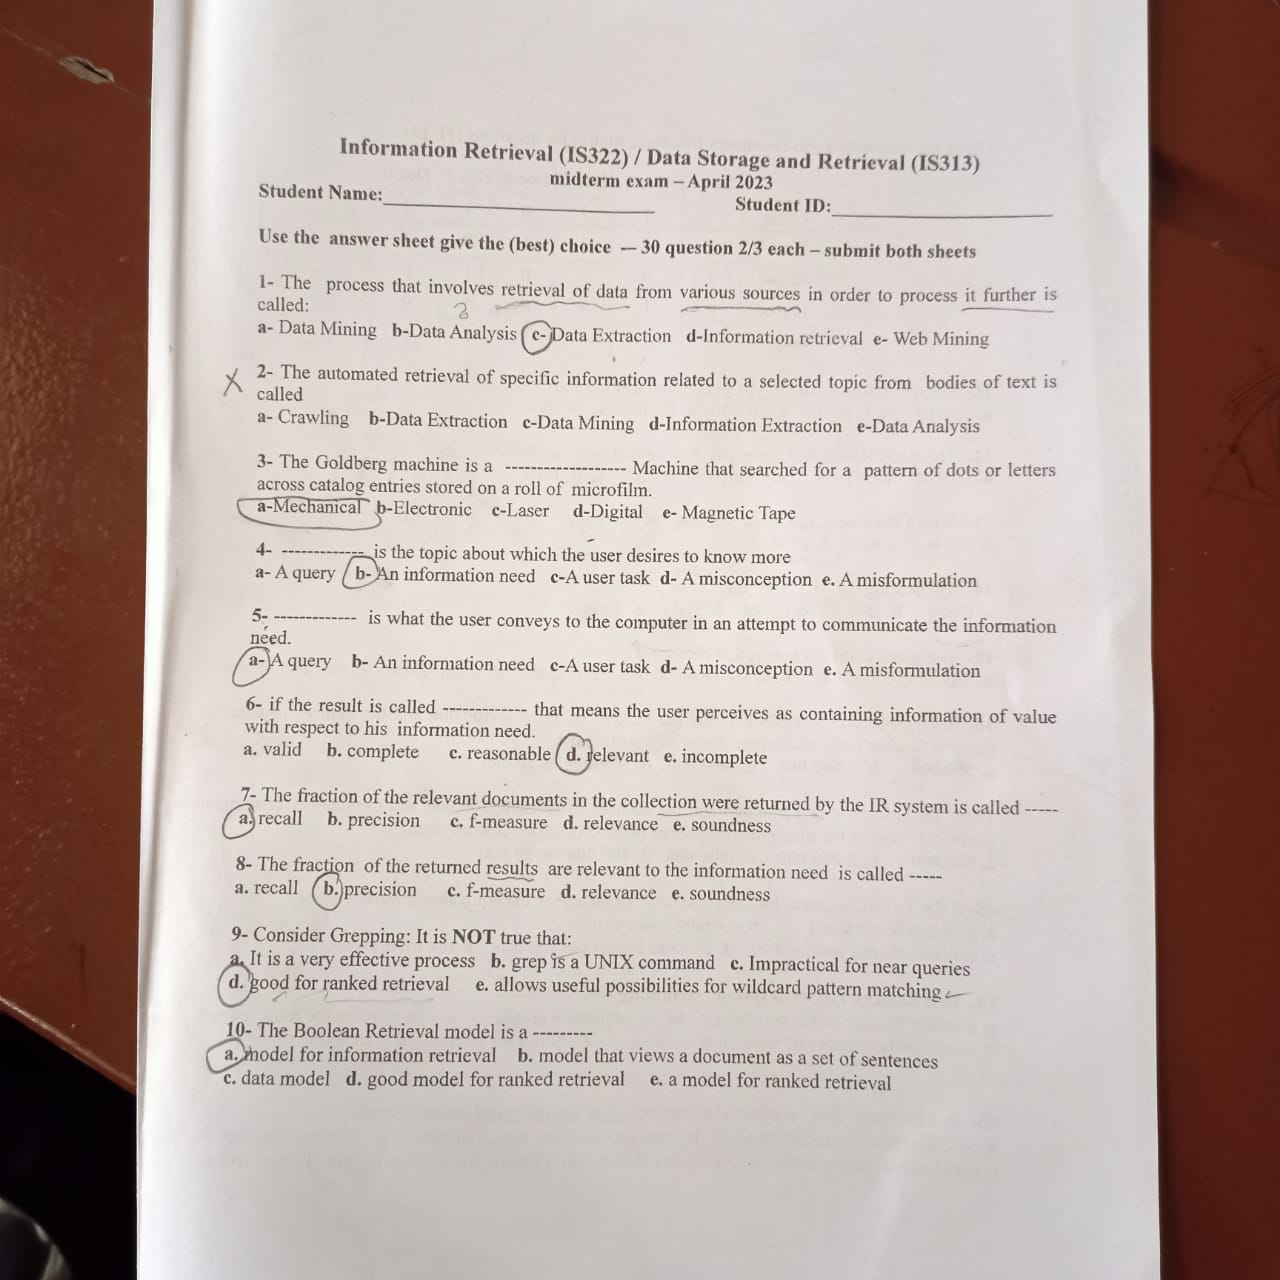 Information Retrieval (IS322) / Data Storage and Retrieval (IS313)
midterm exam – April 2023
Student Name:____________________ Student ID:____________________
Use the answer sheet give the (best) choice — 30 question 2/3 each – submit both sheets
1- The process that involves retrieval of data from various sources in order to process it further is
called:
a- Data Mining b-Data Analysis c- Data Extraction d-Information retrieval e- Web Mining
X 2- The automated retrieval of specific information related to a selected topic from bodies of text is
called
a- Crawling b-Data Extraction c-Data Mining d-Information Extraction e-Data Analysis
3- The Goldberg machine is a ------------------- Machine that searched for a pattern of dots or letters
across catalog entries stored on a roll of microfilm.
a-Mechanical b-Electronic c-Laser d-Digital e- Magnetic Tape
4- ------------- is the topic about which the user desires to know more
a- A query b- An information need c-A user task d- A misconception e. A misformulation
5- ------------- is what the user conveys to the computer in an attempt to communicate the information
need.
a- A query b- An information need c-A user task d- A misconception e. A misformulation
6- if the result is called ------------- that means the user perceives as containing information of value
with respect to his information need.
a. valid b. complete c. reasonable d. relevant e. incomplete
7- The fraction of the relevant documents in the collection were returned by the IR system is called -----
a. recall b. precision c. f-measure d. relevance e. soundness
8- The fraction of the returned results are relevant to the information need is called -----
a. recall b. precision c. f-measure d. relevance e. soundness
9- Consider Grepping: It is NOT true that:
a. It is a very effective process b. grep is a UNIX command c. Impractical for near queries
d. good for ranked retrieval e. allows useful possibilities for wildcard pattern matching
10- The Boolean Retrieval model is a ---------
a. model for information retrieval b. model that views a document as a set of sentences
c. data model d. good model for ranked retrieval e. a model for ranked retrieval